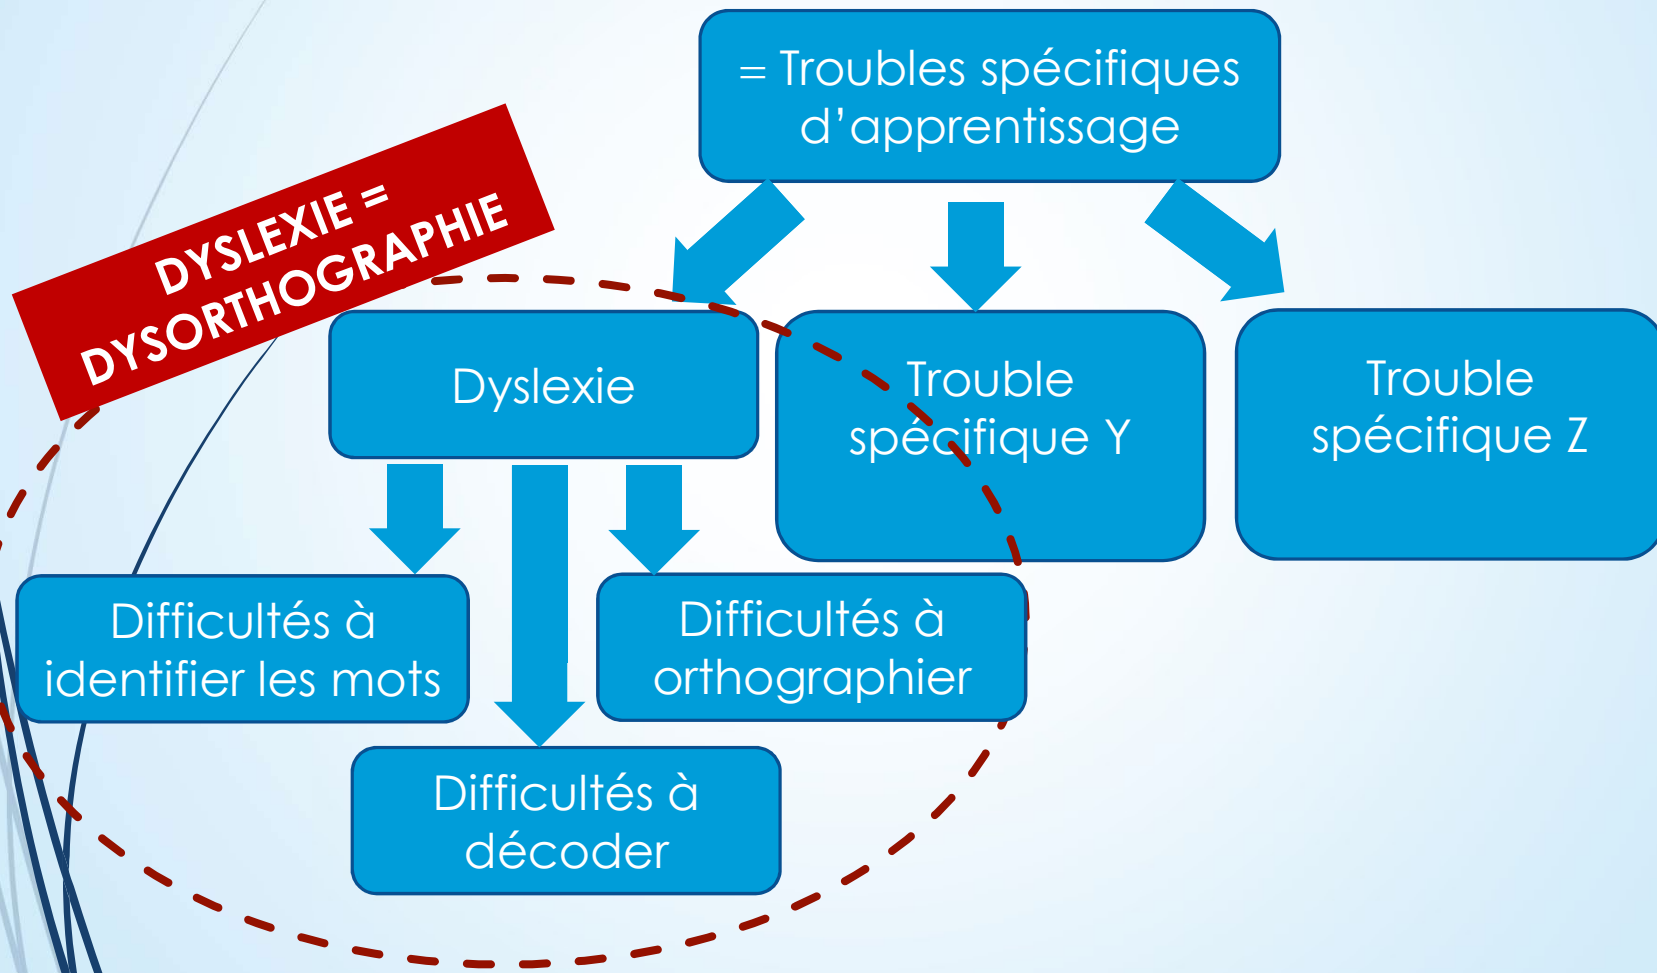 = Troubles spécifiques
d’apprentissage
DYSLEXIE =
DYSORTHOGRAPHIE
Dyslexie
Trouble
spécifique Y
Trouble
spécifique Z
Difficultés à
identifier les mots
Difficultés à
orthographier
Difficultés à
décoder